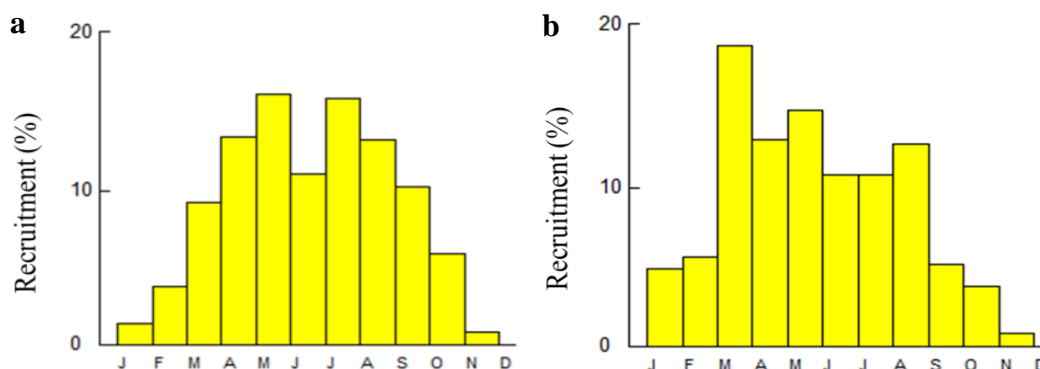 a
20
10
0
Recruitment (%)
J F M A M J J A S O N D
b
20
10
0
Recruitment (%)
J F M A M J J A S O N D